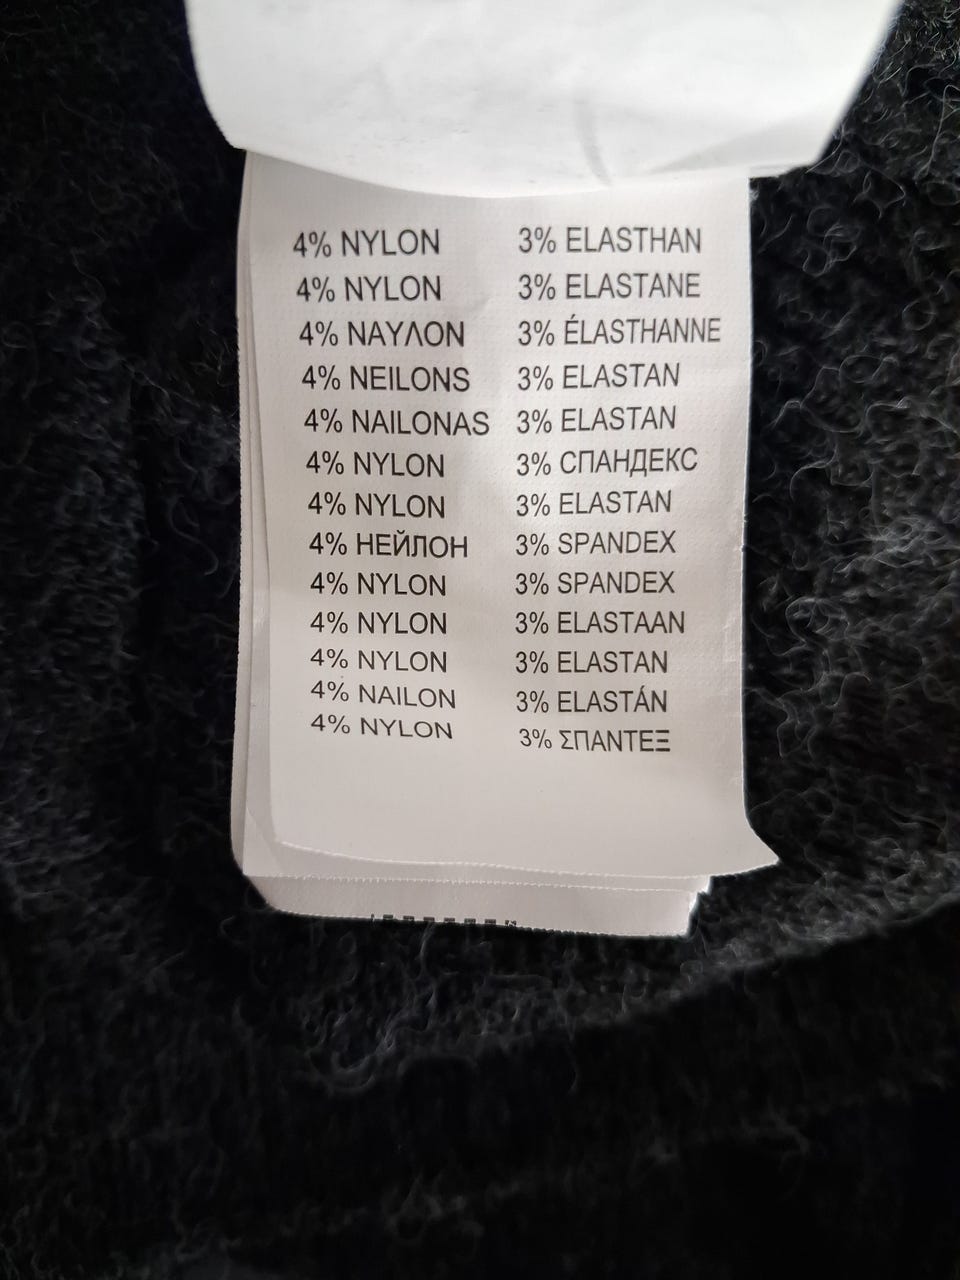 4% NYLON
4% NYLON
4% ΝΑΥΛΟΝ
4% NEILONS
4% NAILONAS
4% NYLON
4% NYLON
4% НЕЙЛОН
4% NYLON
4% NYLON
4% NYLON
4% NAILON
4% NYLON
3% ELASTHAN
3% ELASTANE
3% ÉLASTHANNE
3% ELASTAN
3% ELASTAN
3% СПАНДЕКС
3% ELASTAN
3% SPANDEX
3% SPANDEX
3% ELASTAAN
3% ELASTAN
3% ELASTÁN
3% ΣΠΑΝΤΕΞ